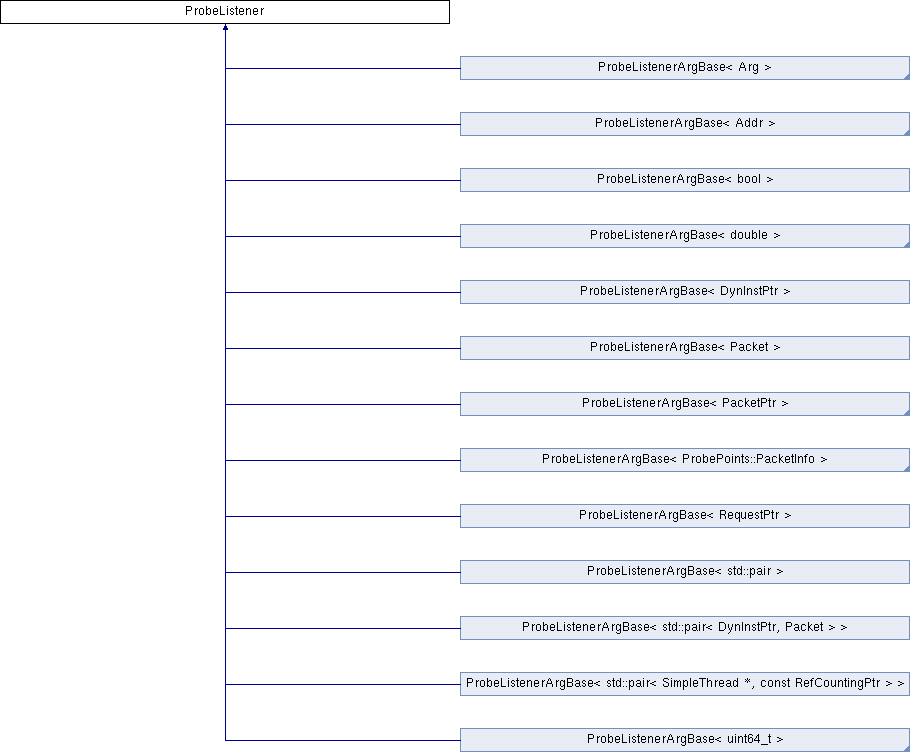 ProbeListener
ProbeListenerArgBase< Arg >
ProbeListenerArgBase< Addr >
ProbeListenerArgBase< bool >
ProbeListenerArgBase< double >
ProbeListenerArgBase< DynInstPtr >
ProbeListenerArgBase< Packet >
ProbeListenerArgBase< PacketPtr >
ProbeListenerArgBase< ProbePoints::PacketInfo >
ProbeListenerArgBase< RequestPtr >
ProbeListenerArgBase< std::pair >
ProbeListenerArgBase< std::pair< DynInstPtr, Packet > >
ProbeListenerArgBase< std::pair< SimpleThread *, const RefCountingPtr > >
ProbeListenerArgBase< uint64_t >